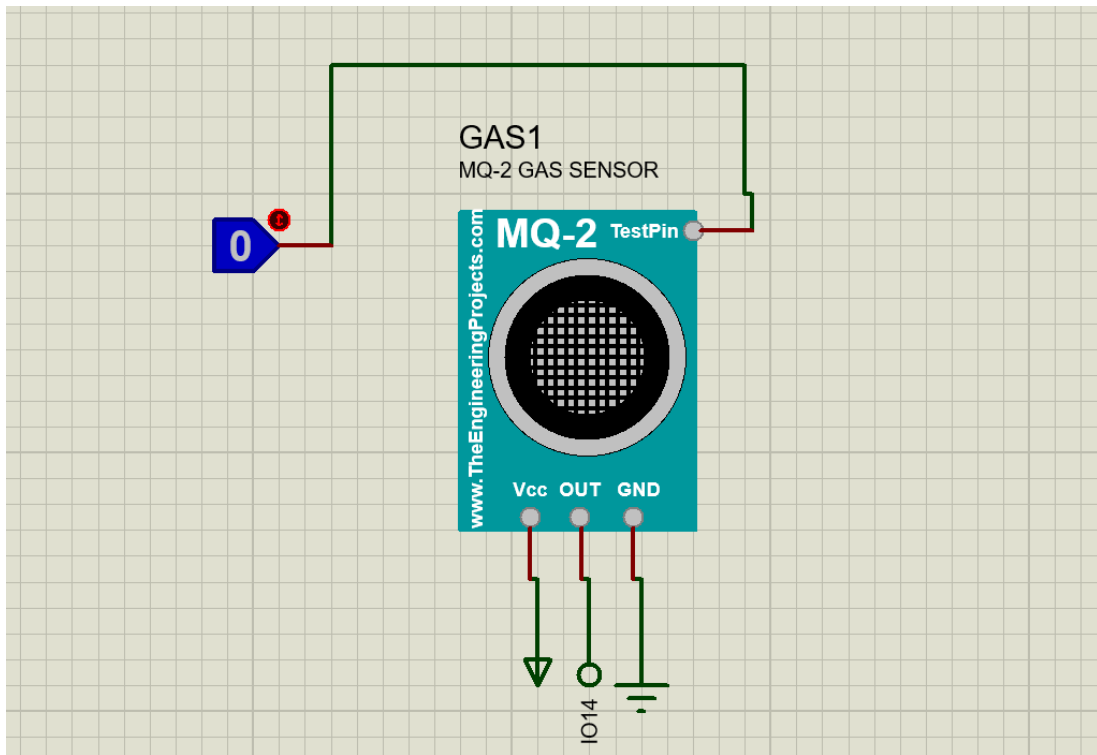 GAS1
MQ-2 GAS SENSOR
0
MQ-2
TestPin
www.TheEngineeringProjects.com
Vcc OUT GND
IO14